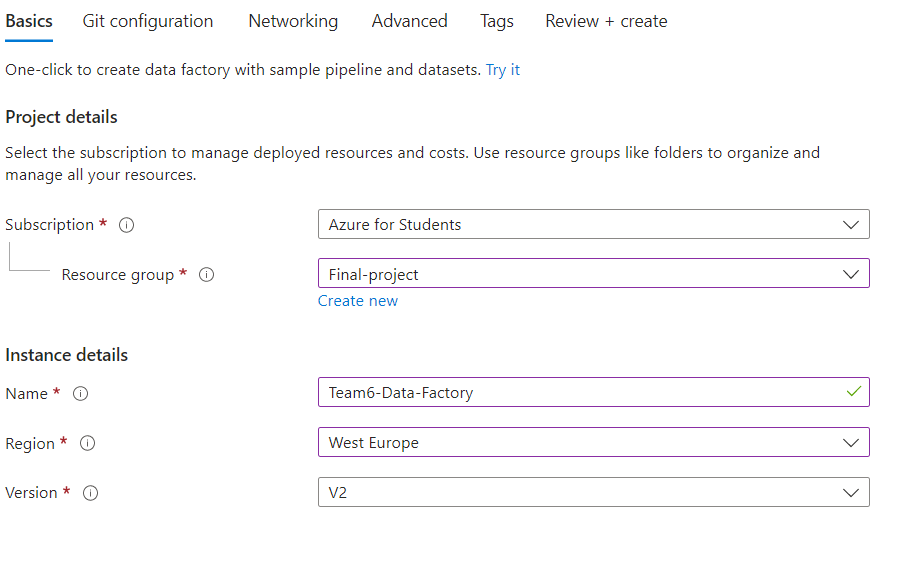 Basics Git configuration Networking Advanced Tags Review + create
One-click to create data factory with sample pipeline and datasets. Try it
Project details
Select the subscription to manage deployed resources and costs. Use resource groups like folders to organize and
manage all your resources.
Subscription * Azure for Students
Resource group * Final-project
Create new
Instance details
Name * Team6-Data-Factory
Region * West Europe
Version * V2